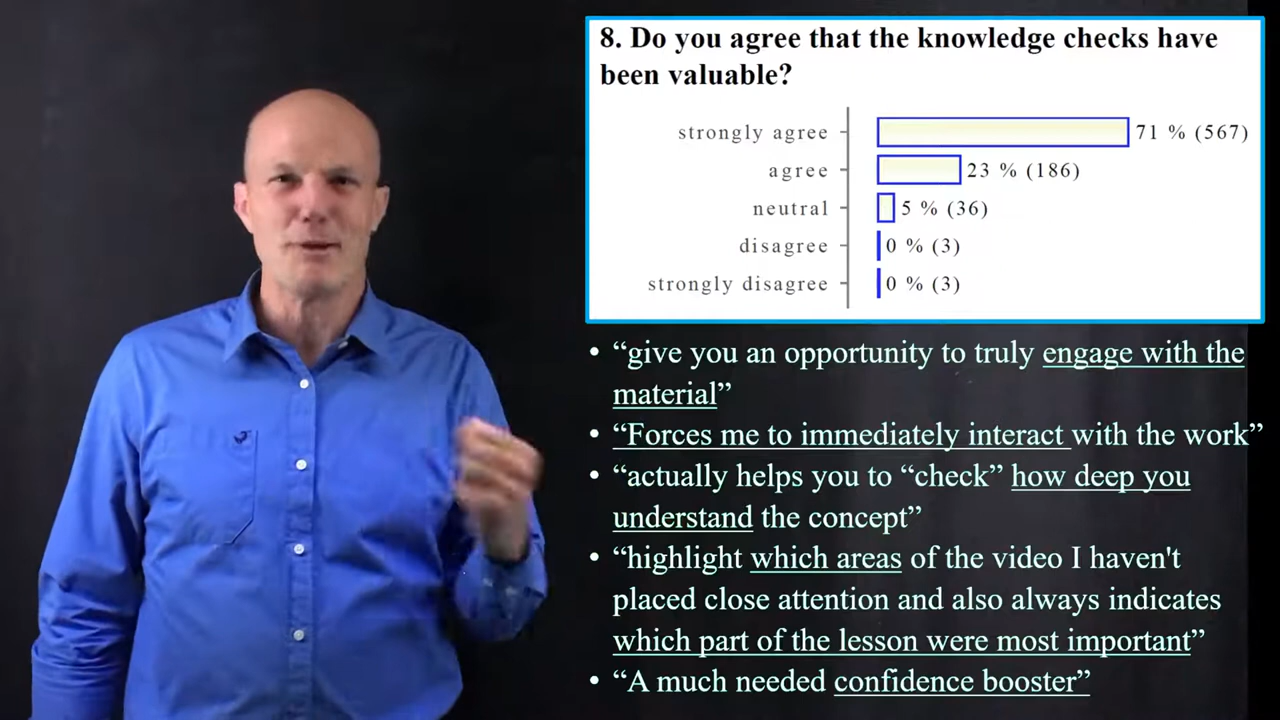 8. Do you agree that the knowledge checks have
been valuable?
strongly agree 71 % (567)
agree 23 % (186)
neutral 5 % (36)
disagree 0 % (3)
strongly disagree 0 % (3)
• “give you an opportunity to truly engage with the
material”
• “Forces me to immediately interact with the work”
• “actually helps you to “check” how deep you
understand the concept”
• “highlight which areas of the video I haven't
placed close attention and also always indicates
which part of the lesson were most important”
• “A much needed confidence booster”